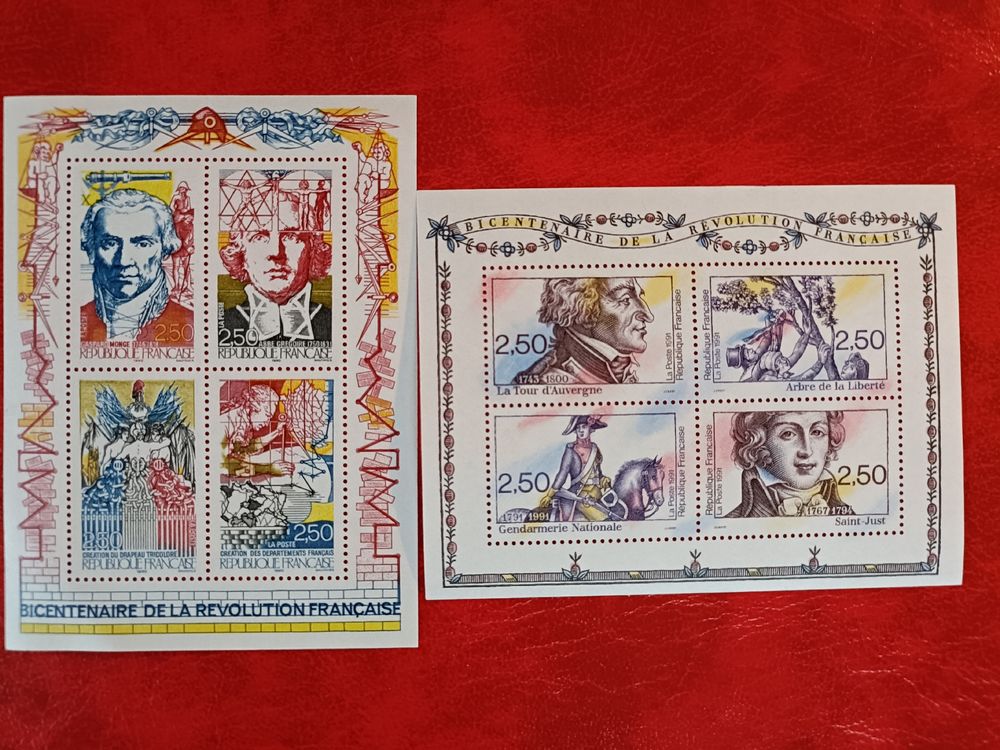 2,50
GASPARD MONGE 1746-1818
REPUBLIQUE FRANÇAISE
LA POSTE
2,50
ABBE GREGOIRE 1750-1831
REPUBLIQUE FRANÇAISE
2,50
CREATION DU DRAPEAU TRICOLORE
REPUBLIQUE FRANÇAISE
LA POSTE
2,50
CREATION DES DEPARTEMENTS FRANÇAIS
REPUBLIQUE FRANÇAISE
BICENTENAIRE DE LA REVOLUTION FRANÇAISE
BICENTENAIRE DE LA RÉVOLUTION FRANÇAISE
2,50
1743-1800
La Tour d'Auvergne
La Poste 1991
République Française
République Française
La Poste 1991
2,50
Arbre de la Liberté
2,50
1791-1991
Gendarmerie Nationale
La Poste 1991
République Française
République Française
La Poste 1991
2,50
1767-1794
Saint-Just